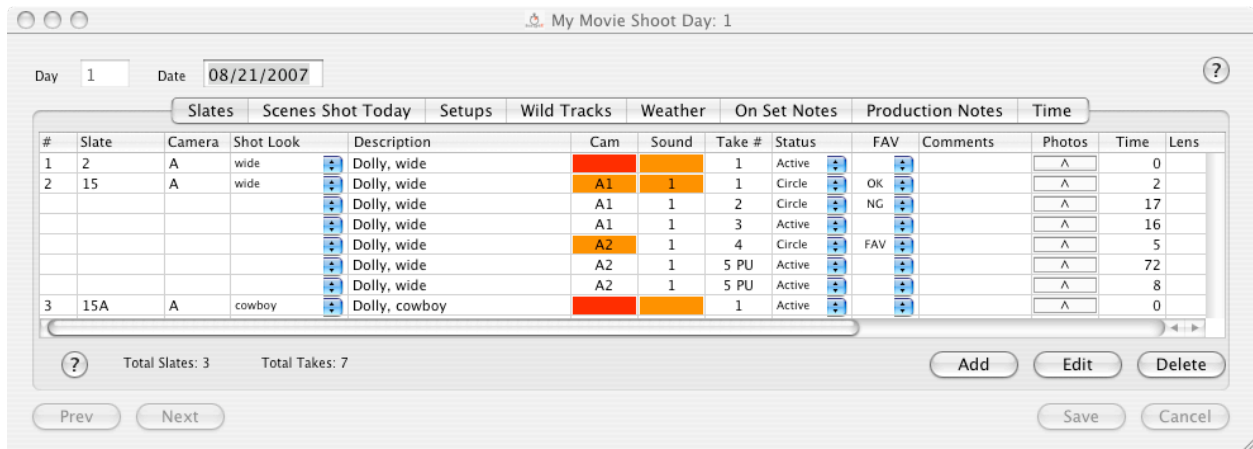 My Movie Shoot Day: 1
Day 1 Date 08/21/2007 ?
Slates Scenes Shot Today Setups Wild Tracks Weather On Set Notes Production Notes Time
# Slate Camera Shot Look Description Cam Sound Take # Status FAV Comments Photos Time Lens
1 2 A wide Dolly, wide 1 Active ^ 0
2 15 A wide Dolly, wide A1 1 1 Circle OK ^ 2
Dolly, wide A1 1 2 Circle NG ^ 17
Dolly, wide A1 1 3 Active ^ 16
Dolly, wide A2 1 4 Circle FAV ^ 5
Dolly, wide A2 1 5 PU Active ^ 72
Dolly, wide A2 1 5 PU Active ^ 8
3 15A A cowboy Dolly, cowboy 1 Active ^ 0
? Total Slates: 3 Total Takes: 7 Add Edit Delete
Prev Next Save Cancel